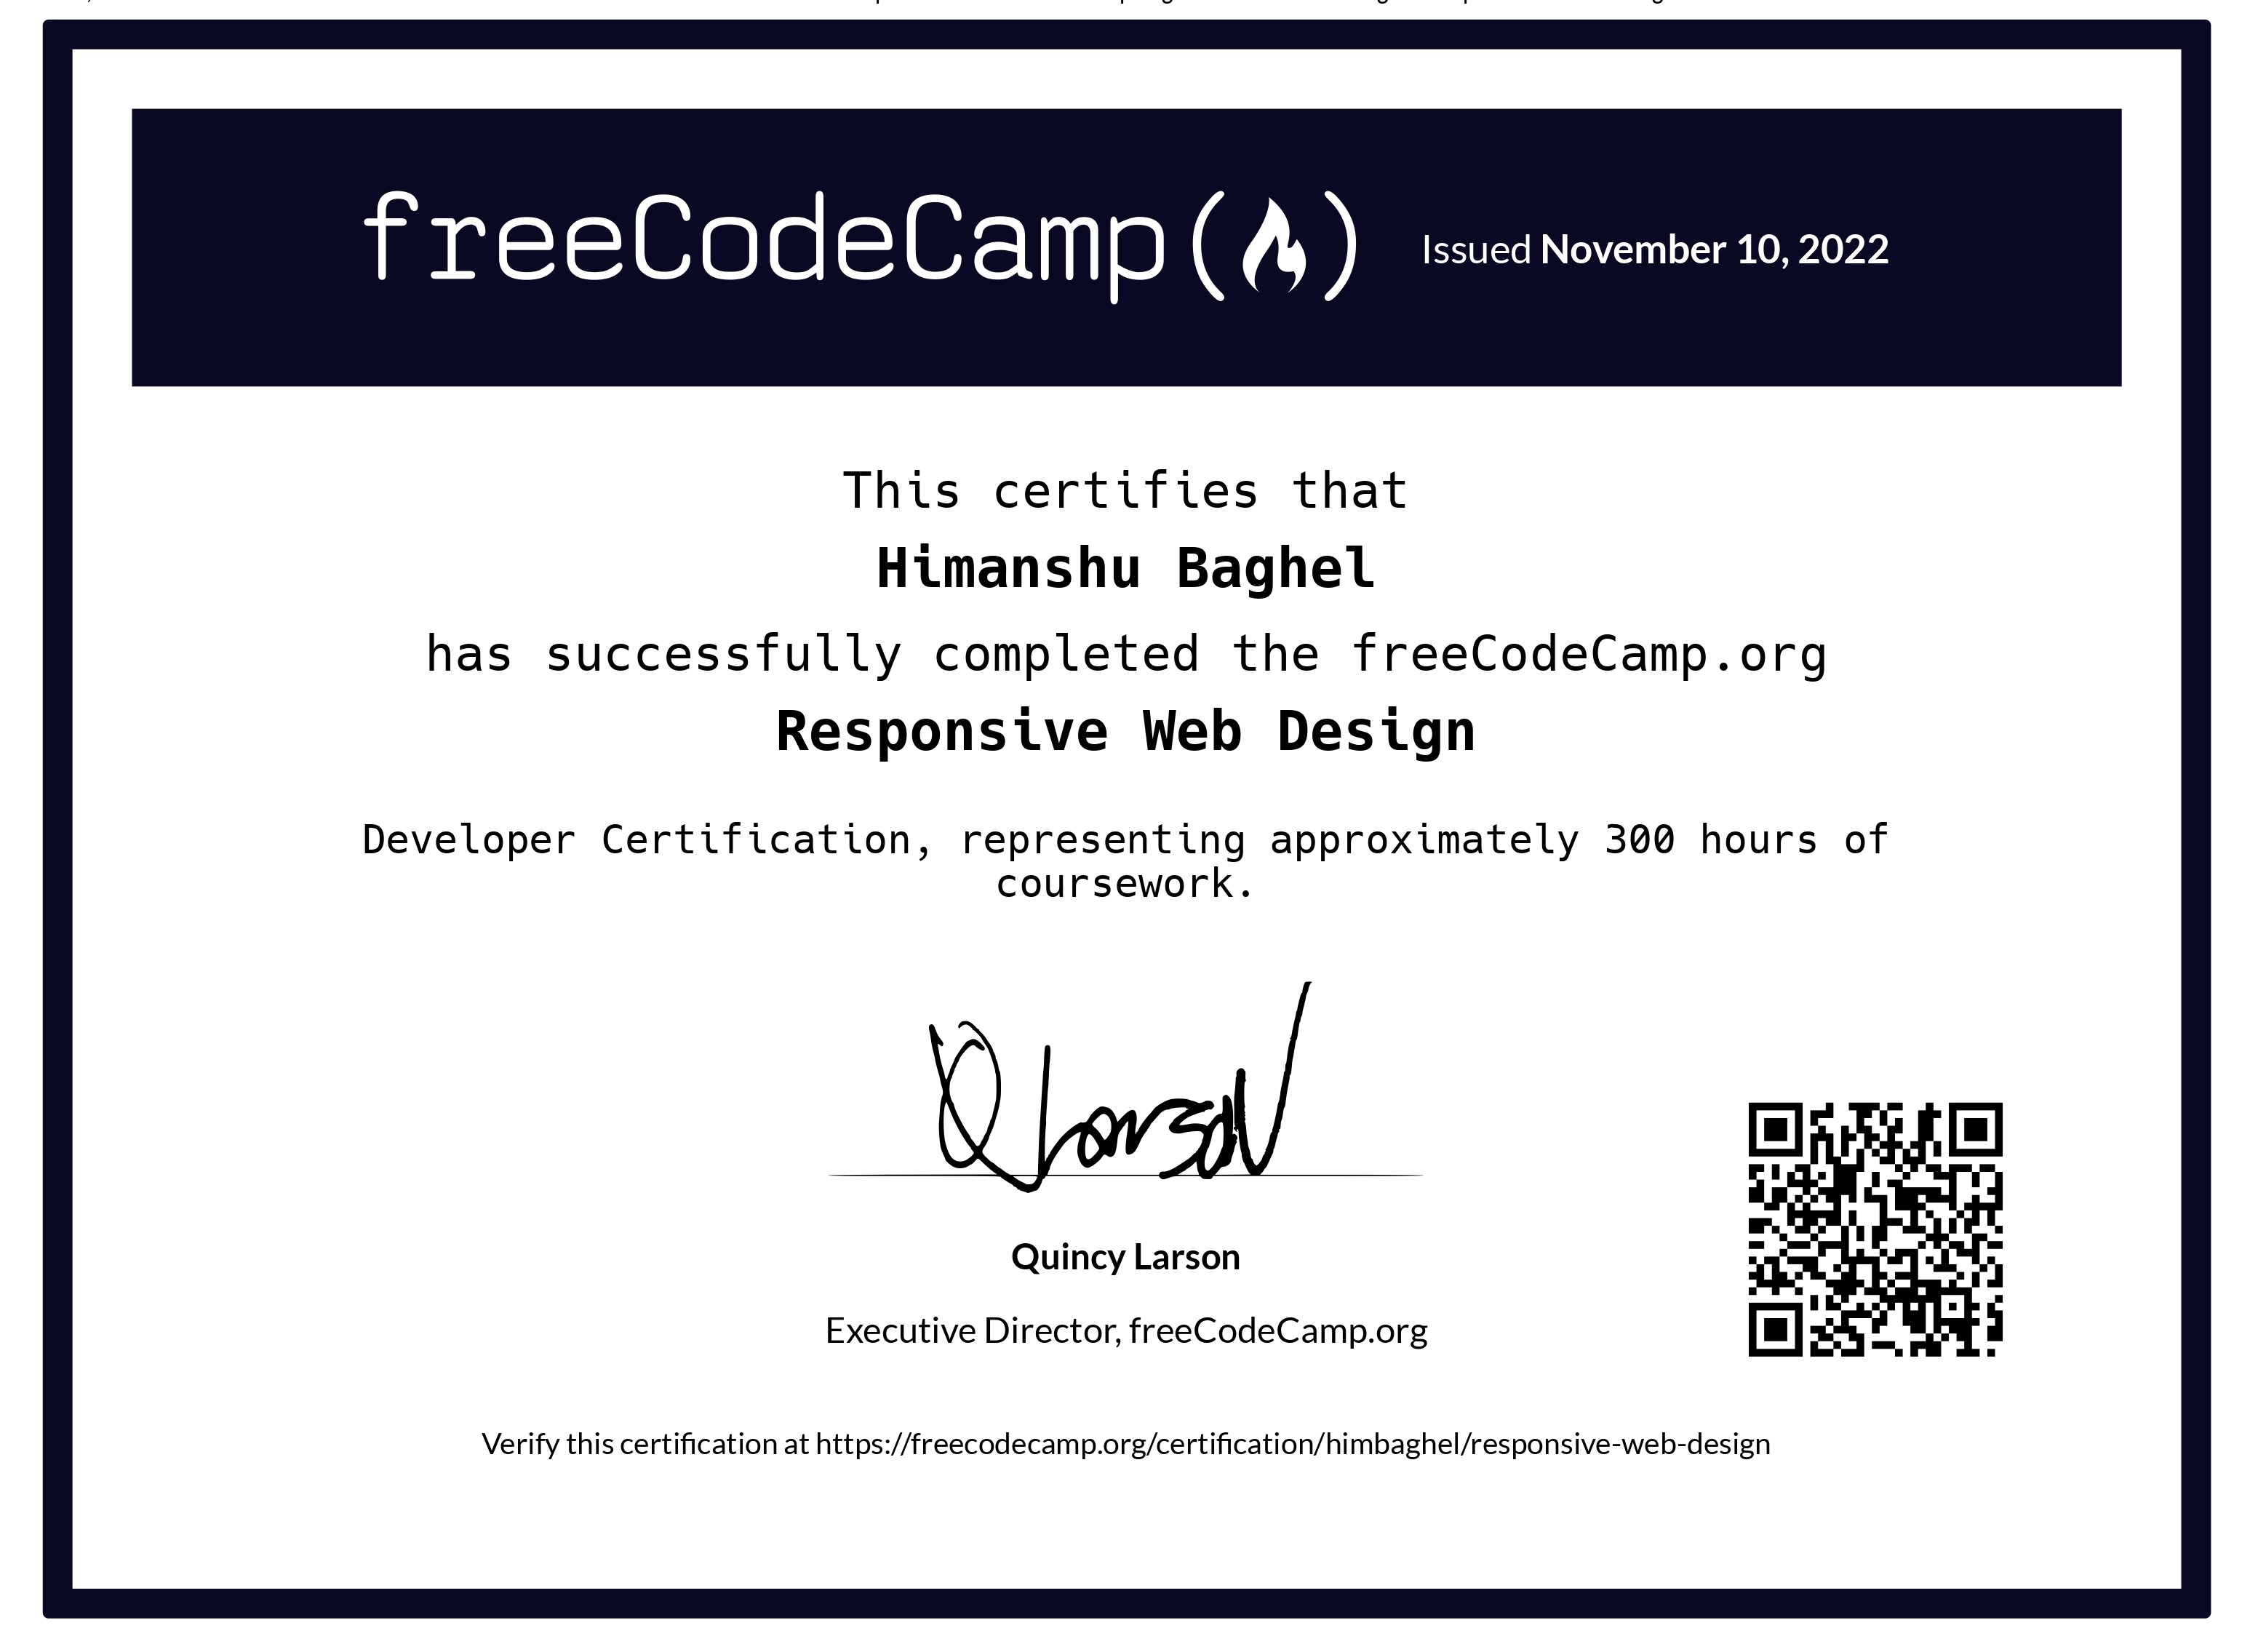 freeCodeCamp
Issued November 10, 2022
This certifies that
Himanshu Baghel
has successfully completed the freeCodeCamp.org
Responsive Web Design
Developer Certification, representing approximately 300 hours of
coursework.
Quincy Larson
Executive Director, freeCodeCamp.org
Verify this certification at https://freecodecamp.org/certification/himbaghel/responsive-web-design